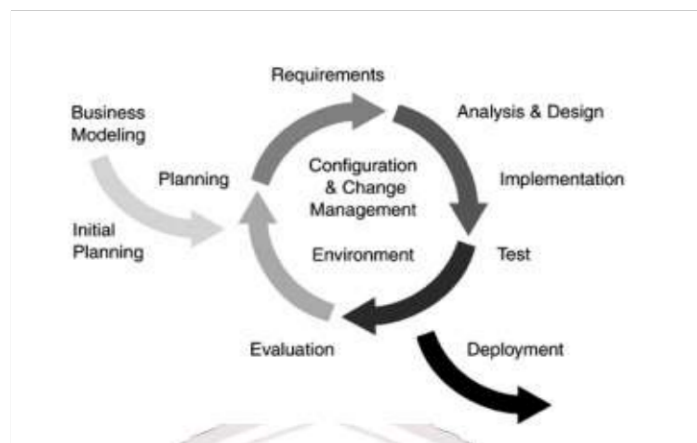 Requirements
Business
Modeling
Analysis & Design
Planning
Configuration
& Change
Management
Implementation
Initial
Planning
Environment
Test
Evaluation
Deployment